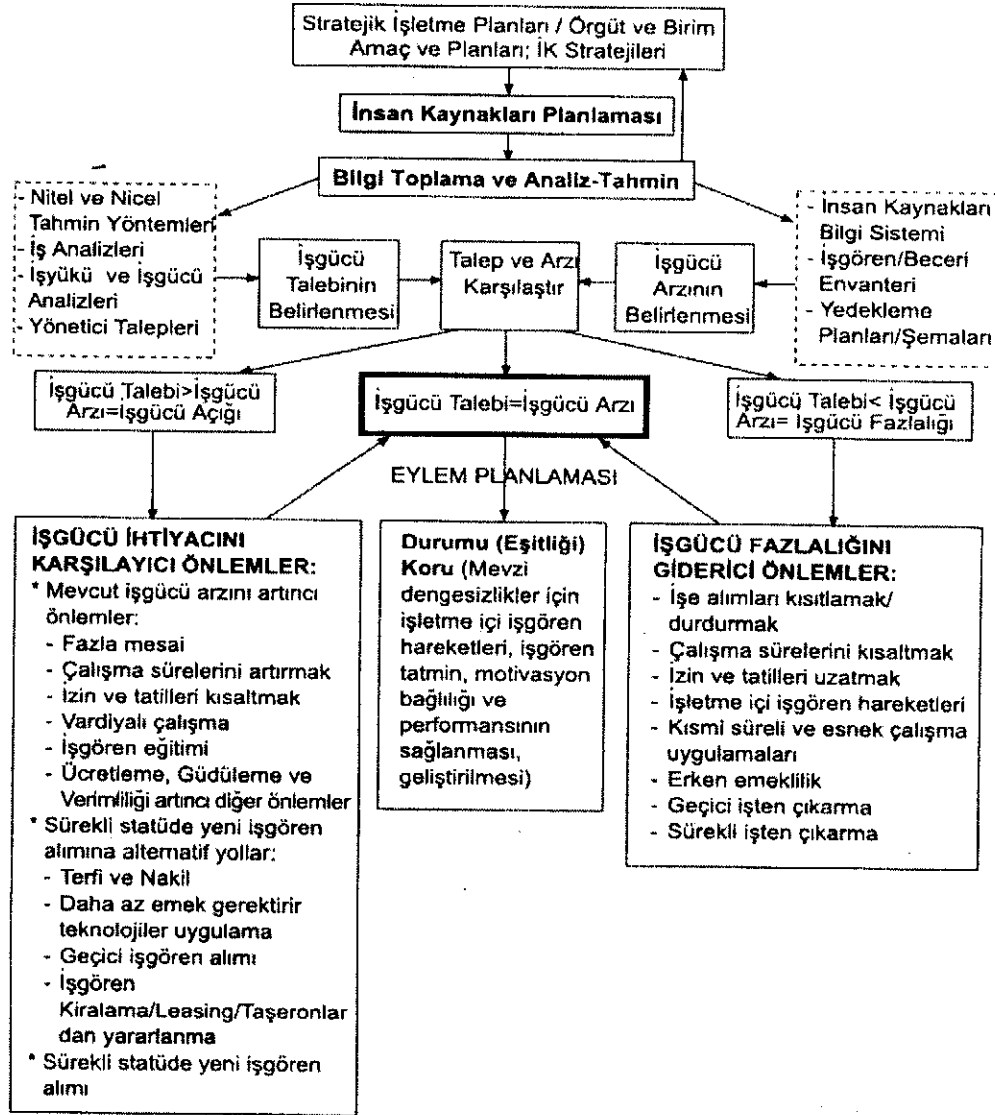 Stratejik İşletme Planları / Örgüt ve Birim
Amaç ve Planları; İK Stratejileri
İnsan Kaynakları Planlaması
Bilgi Toplama ve Analiz-Tahmin
- Nitel ve Nicel
Tahmin Yöntemleri
- İş Analizleri
- İşyükü ve İşgücü
Analizleri
- Yönetici Talepleri
İşgücü
Talebinin
Belirlenmesi
Talep ve Arzı
Karşılaştır
İşgücü
Arzının
Belirlenmesi
- İnsan Kaynakları
Bilgi Sistemi
- İşgören/Beceri
Envanteri
- Yedekleme
Planları/Şemaları
İşgücü Talebi>İşgücü
Arzı=İşgücü Açığı
İşgücü Talebi=İşgücü Arzı
İşgücü Talebi< İşgücü
Arzı= İşgücü Fazlalığı
EYLEM PLANLAMASI
İŞGÜCÜ İHTİYACINI
KARŞILAYICI ÖNLEMLER:
* Mevcut işgücü arzını artırıcı
önlemler:
- Fazla mesai
- Çalışma sürelerini artırmak
- İzin ve tatilleri kısaltmak
- Vardiyalı çalışma
- İşgören eğitimi
- Ücretleme, Güdüleme ve
Verimliliği artırıcı diğer önlemler
* Sürekli statüde yeni işgören
alımına alternatif yollar:
- Terfi ve Nakil
- Daha az emek gerektirir
teknolojiler uygulama
- Geçici işgören alımı
- İşgören
Kiralama/Leasing/Taşeronlar
dan yararlanma
* Sürekli statüde yeni işgören
alımı
Durumu (Eşitliği)
Koru (Mevzi
dengesizlikler için
işletme içi işgören
hareketleri, işgören
tatmin, motivasyon
bağlılığı ve
performansının
sağlanması,
geliştirilmesi)
İŞGÜCÜ FAZLALIĞINI
GİDERİCİ ÖNLEMLER:
- İşe alımları kısıtlamak/
durdurmak
- Çalışma sürelerini kısaltmak
- İzin ve tatilleri uzatmak
- İşletme içi işgören hareketleri
- Kısmi süreli ve esnek çalışma
uygulamaları
- Erken emeklilik
- Geçici işten çıkarma
- Sürekli işten çıkarma